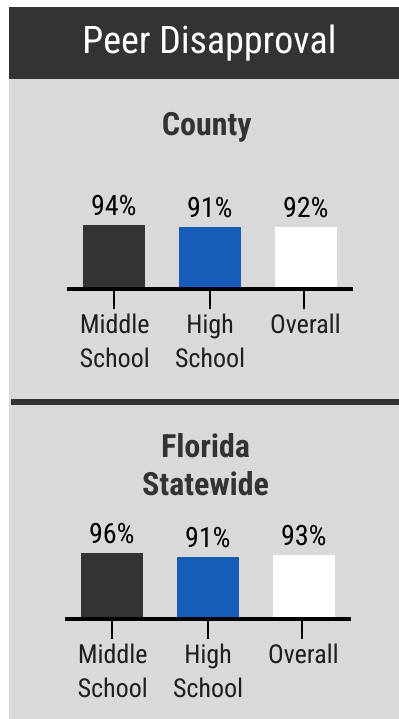 Peer Disapproval
County
94% 91% 92%
Middle School High School Overall
Florida
Statewide
96% 91% 93%
Middle School High School Overall